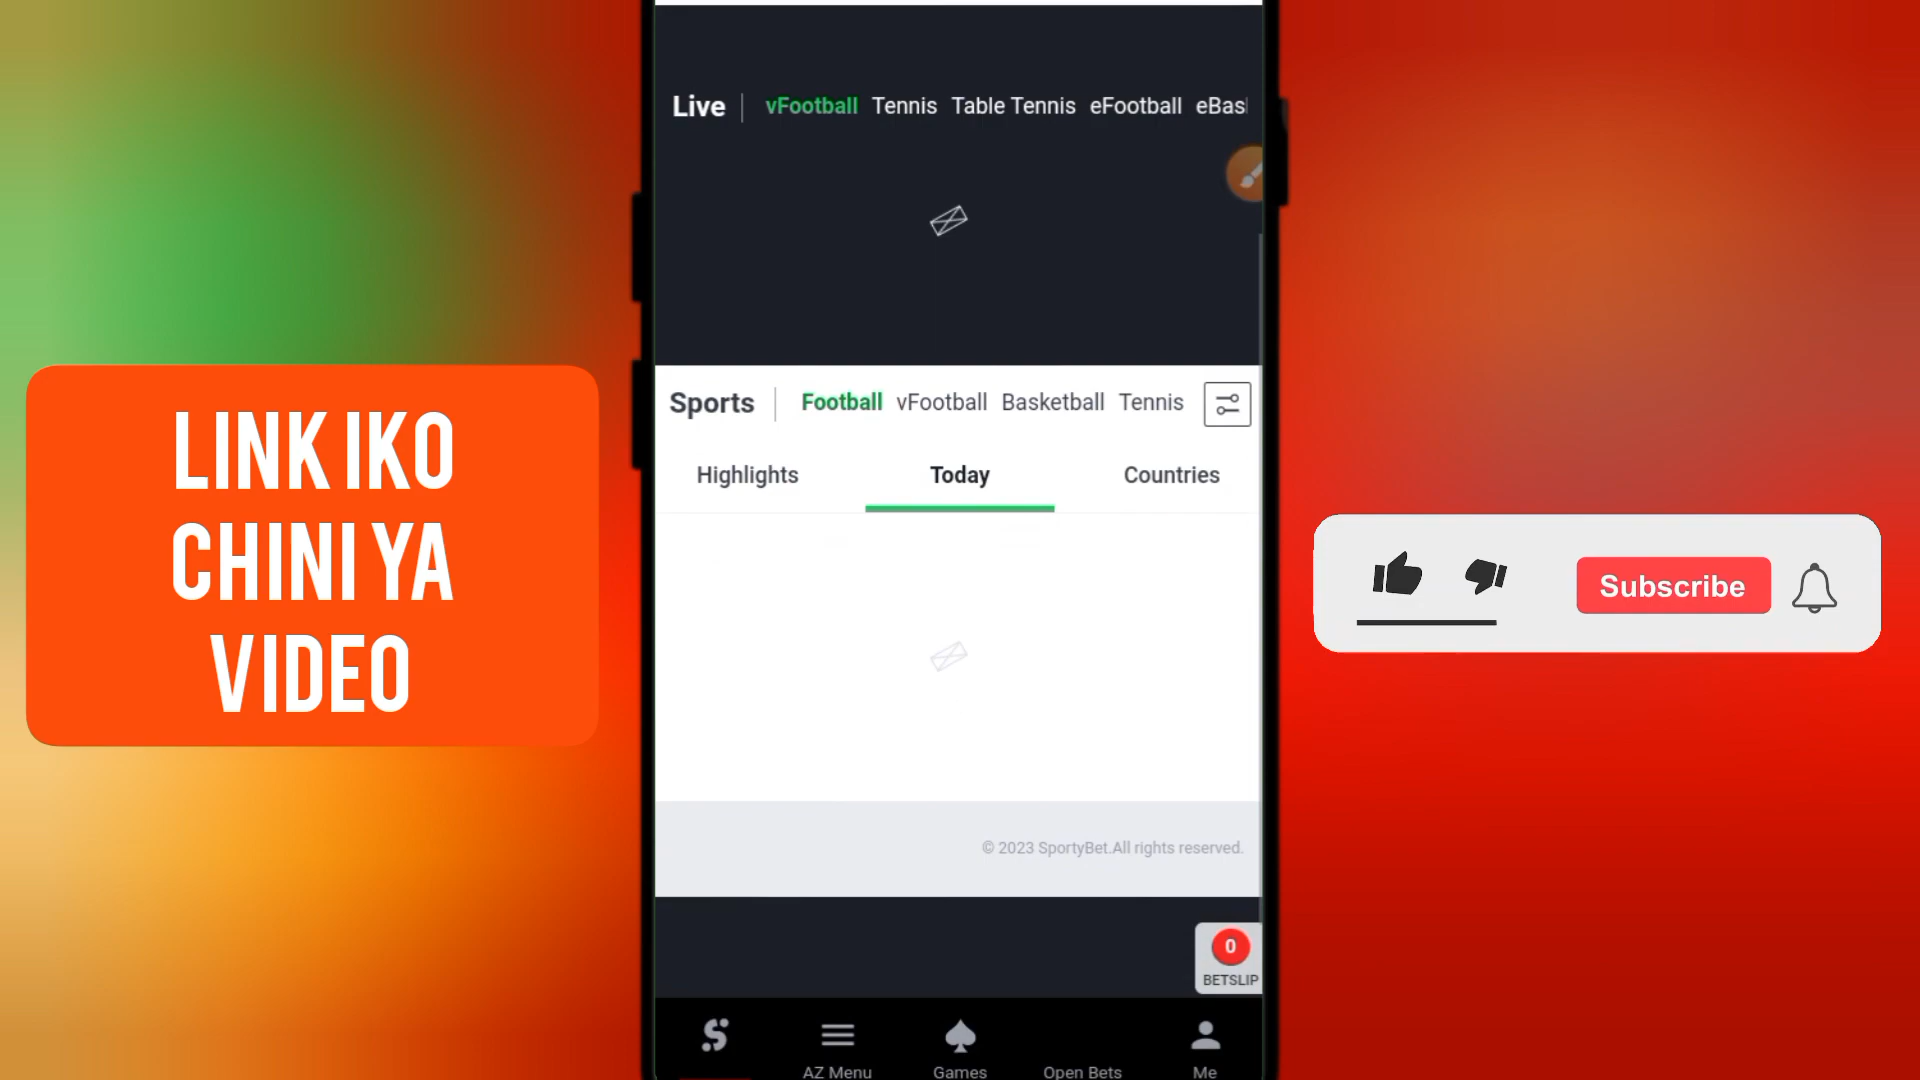 LINK IKO
CHINI YA
VIDEO
Live vFootball Tennis Table Tennis eFootball eBas
Sports Football vFootball Basketball Tennis
Highlights Today Countries
© 2023 SportyBet.All rights reserved.
0
BETSLIP
AZ Menu Games Open Bets Me
Subscribe